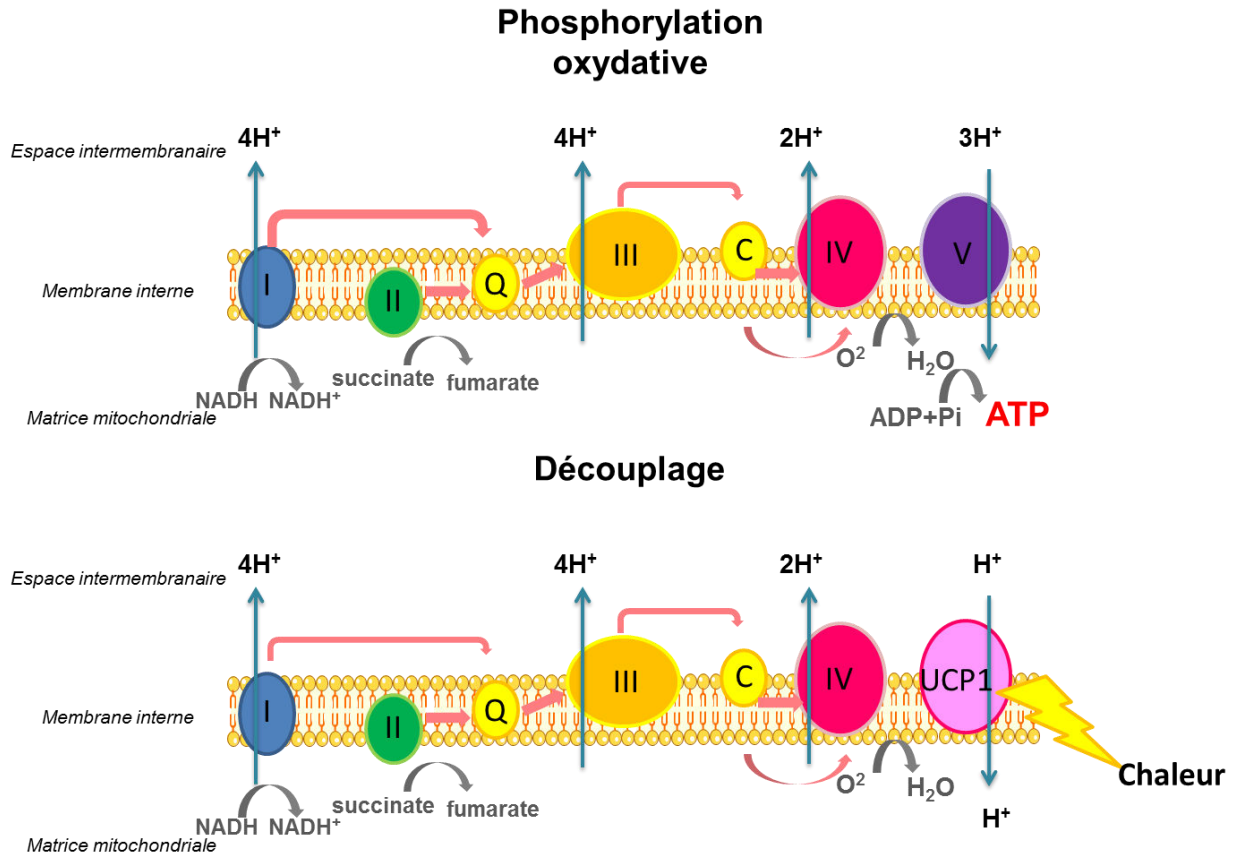 Phosphorylation
oxydative
4H⁺ 4H⁺ 2H⁺ 3H⁺
Espace intermembranaire
I II Q III C IV V
Membrane interne
NADH NADH⁺ succinate fumarate O² H₂O
Matrice mitochondriale
ADP+Pi ATP
Découplage
4H⁺ 4H⁺ 2H⁺ H⁺
Espace intermembranaire
I II Q III C IV UCP1
Membrane interne
Chaleur
NADH NADH⁺ succinate fumarate O² H₂O
H⁺
Matrice mitochondriale